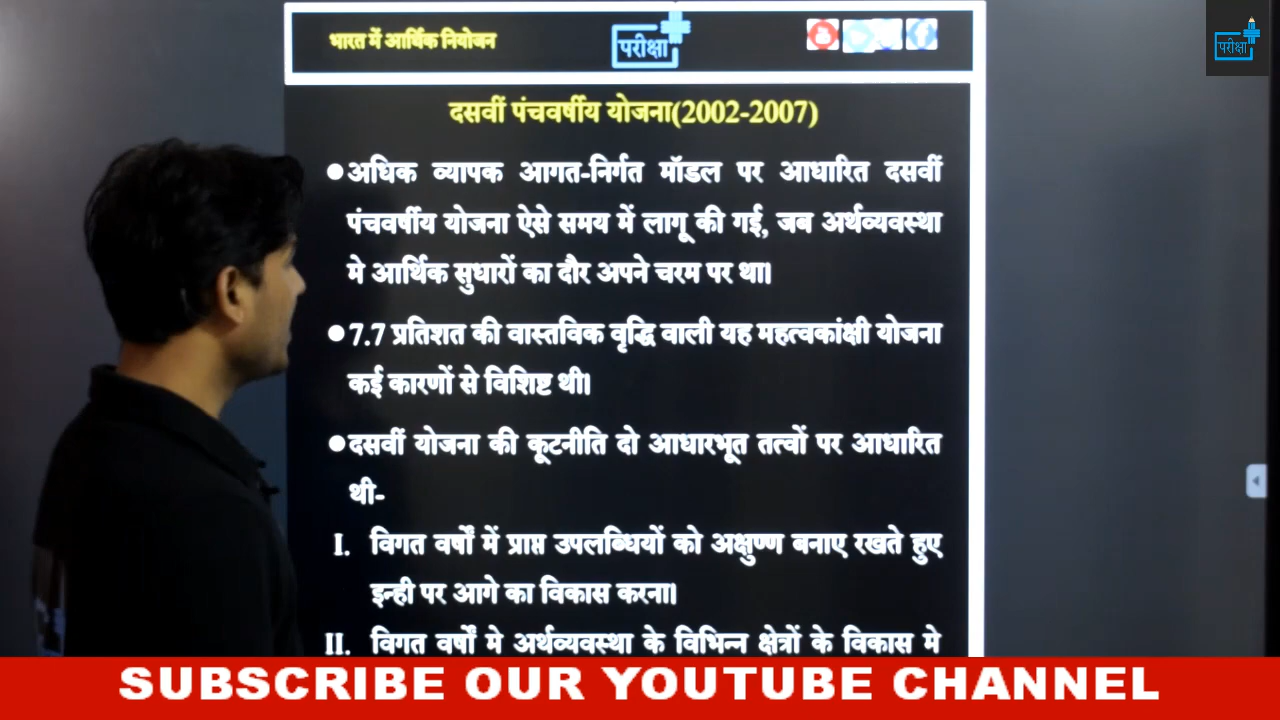 भारत में आर्थिक नियोजन
परीक्षा
परीक्षा
दसवीं पंचवर्षीय योजना(2002-2007)
●अधिक व्यापक आगत-निर्गत मॉडल पर आधारित दसवीं
पंचवर्षीय योजना ऐसे समय में लागू की गई, जब अर्थव्यवस्था
मे आर्थिक सुधारों का दौर अपने चरम पर था।
●7.7 प्रतिशत की वास्तविक वृद्धि वाली यह महत्वकांक्षी योजना
कई कारणों से विशिष्ट थी।
●दसवीं योजना की कूटनीति दो आधारभूत तत्वों पर आधारित
थी-
I. विगत वर्षों में प्राप्त उपलब्धियों को अक्षुण्ण बनाए रखते हुए
इन्ही पर आगे का विकास करना।
II. विगत वर्षों मे अर्थव्यवस्था के विभिन्न क्षेत्रों के विकास मे
SUBSCRIBE OUR YOUTUBE CHANNEL